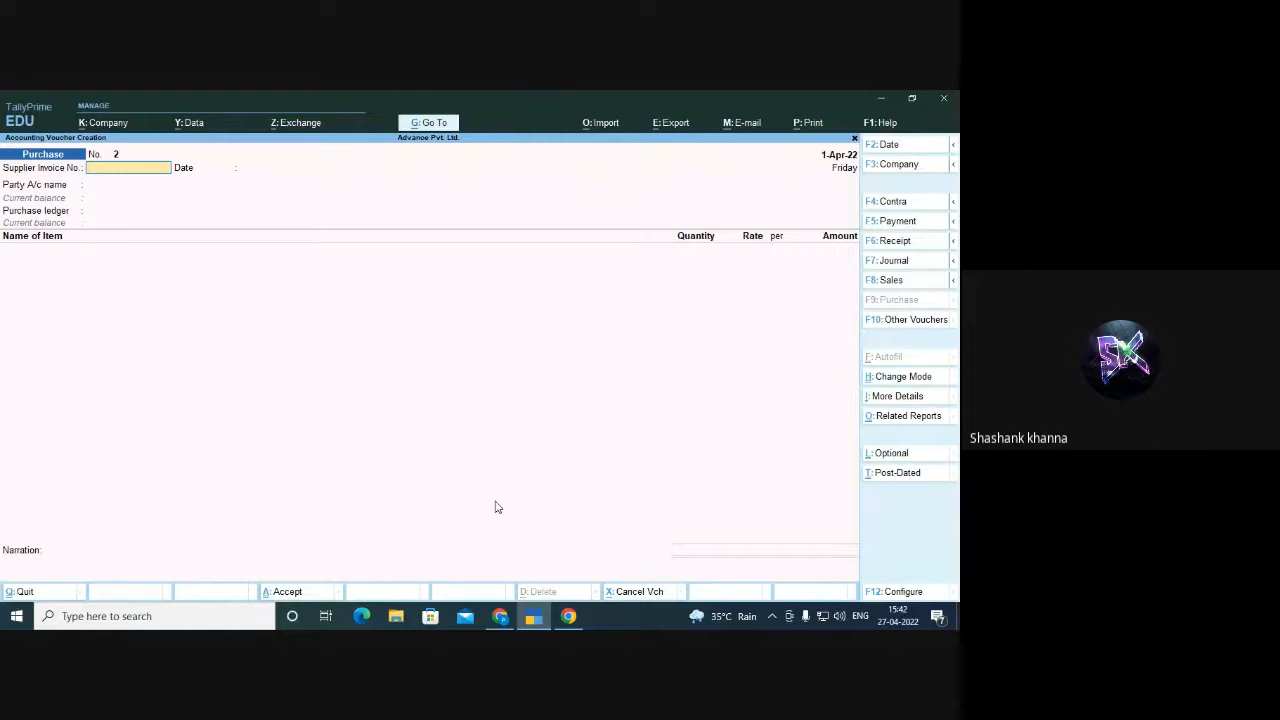 TallyPrime
EDU
MANAGE
K: Company
Y: Data
Z: Exchange
G: Go To
O: Import
E: Export
M: E-mail
P: Print
F1: Help
Accounting Voucher Creation
Advance Pvt. Ltd.
Purchase No. 2
1-Apr-22
Supplier Invoice No.: Date :
Friday
Party A/c name :
Current balance :
Purchase ledger :
Current balance :
Name of Item Quantity Rate per Amount
Narration:
F2: Date
F3: Company
F4: Contra
F5: Payment
F6: Receipt
F7: Journal
F8: Sales
F9: Purchase
F10: Other Vouchers
F: Autofill
H: Change Mode
I: More Details
O: Related Reports
L: Optional
T: Post-Dated
Q: Quit
A: Accept
D: Delete
X: Cancel Vch
F12: Configure
Type here to search
35°C Rain
ENG
15:42
27-04-2022
Shashank khanna
SK